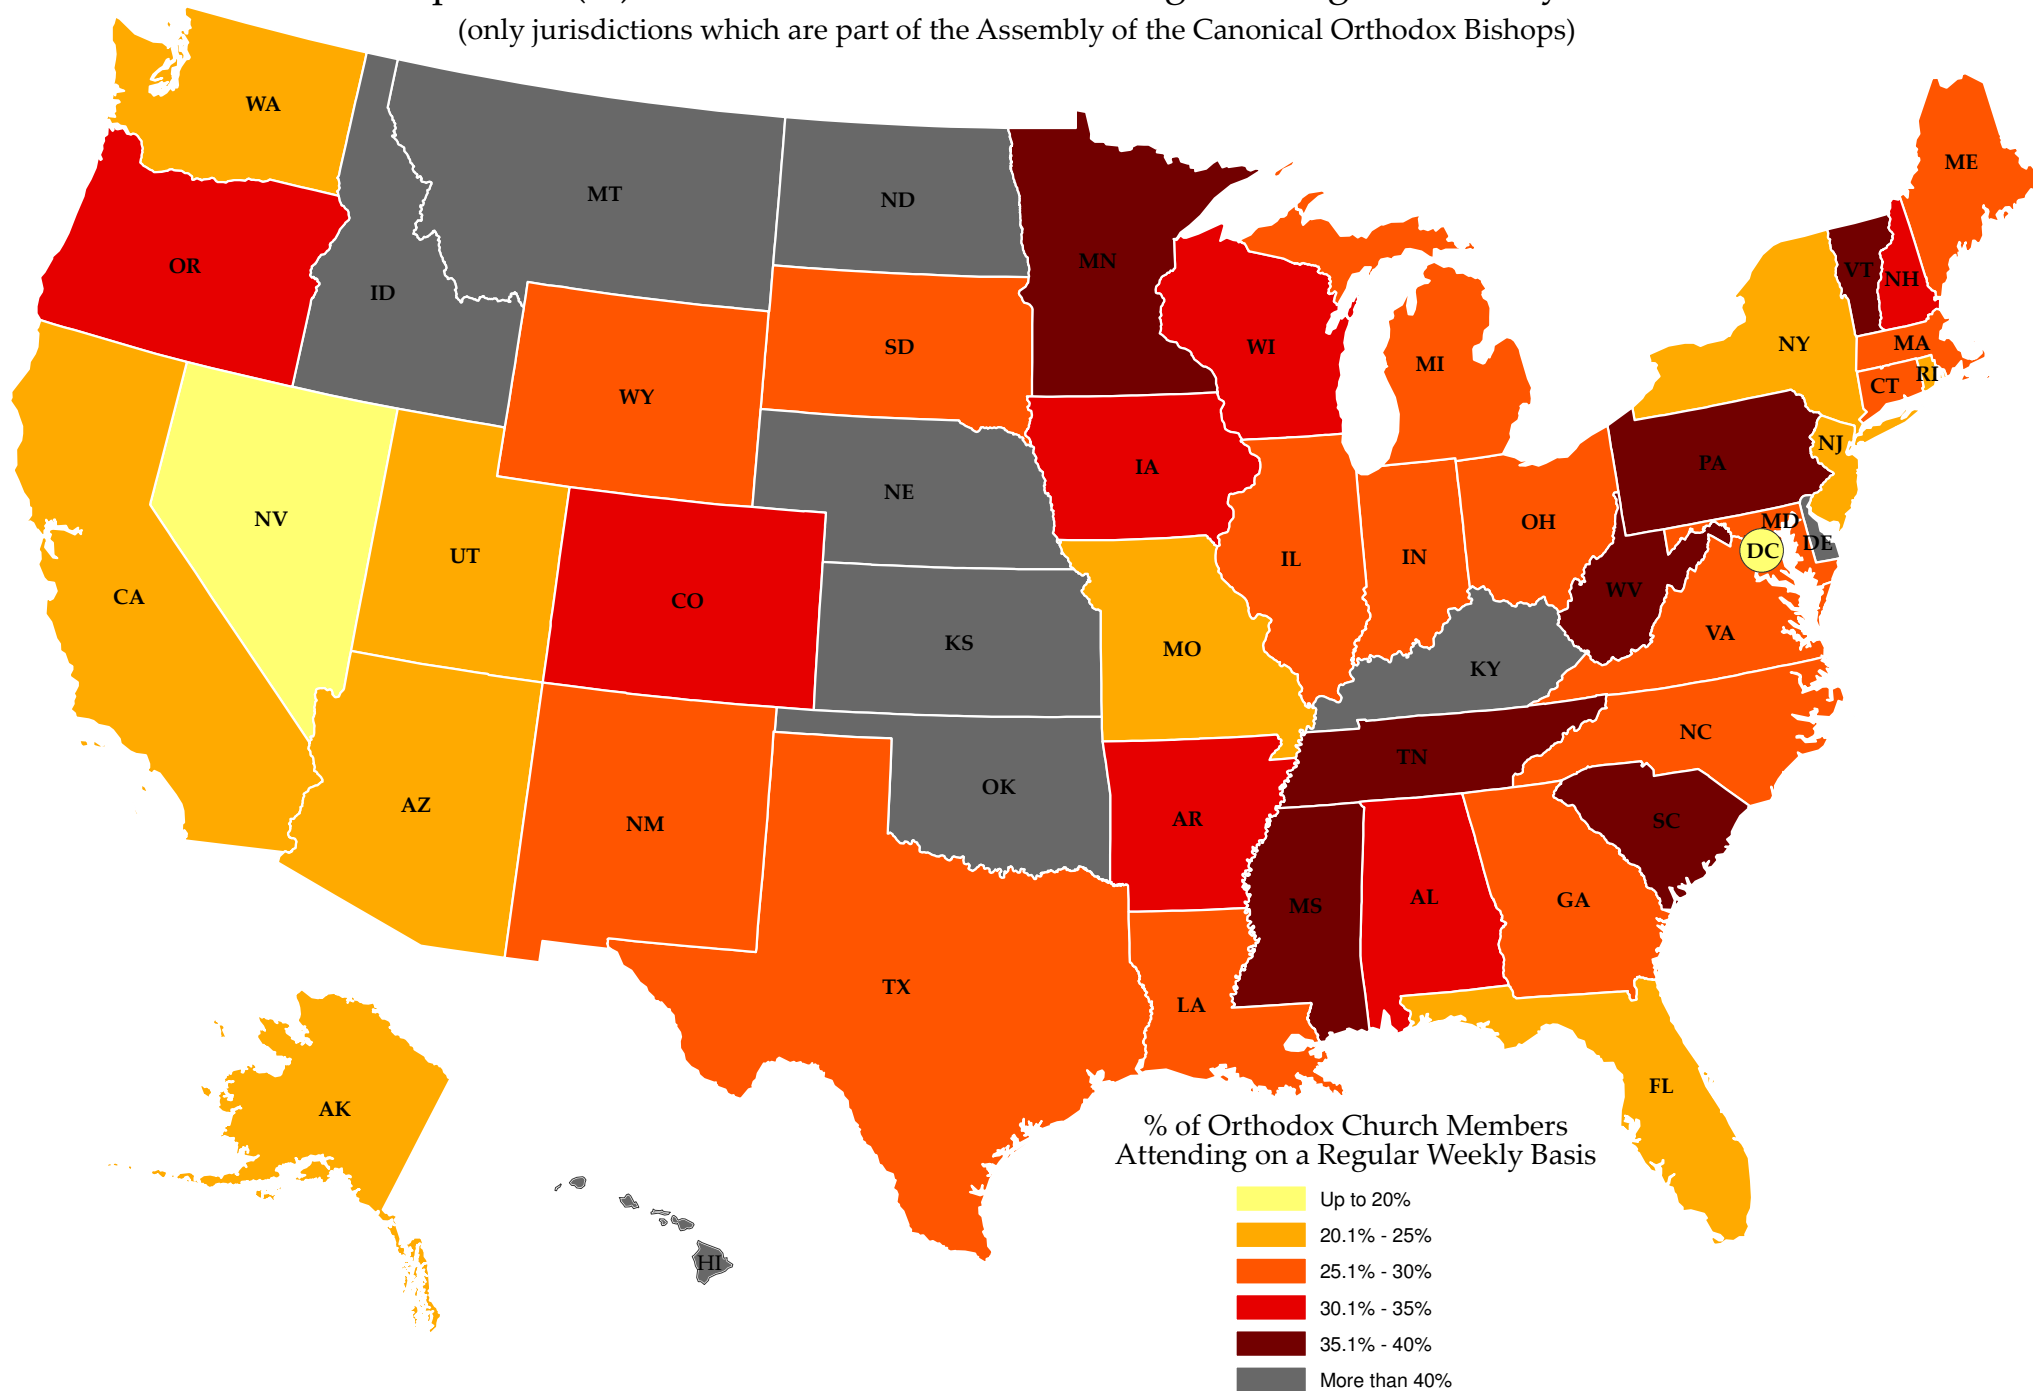 (only jurisdictions which are part of the Assembly of the Canonical Orthodox Bishops)
WA
ME
MT
ND
VT
NH
OR
MN
ID
NY
MA
SD
WI
MI
RI
CT
WY
NJ
PA
IA
NE
NV
OH
MD
DC
DE
UT
IL
IN
CA
CO
WV
VA
KS
MO
KY
NC
TN
OK
AZ
NM
AR
SC
AL
GA
MS
TX
LA
FL
AK
HI
% of Orthodox Church Members
Attending on a Regular Weekly Basis
Up to 20%
20.1% - 25%
25.1% - 30%
30.1% - 35%
35.1% - 40%
More than 40%